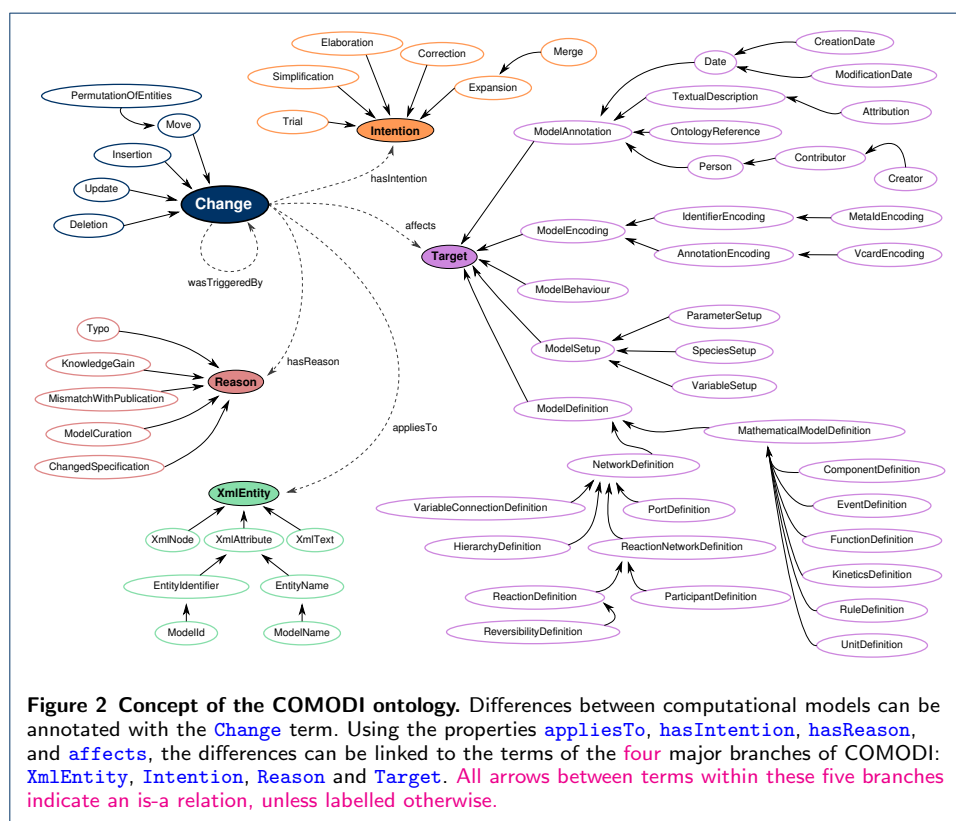 Elaboration
Correction
Merge
CreationDate
Date
Simplification
ModificationDate
PermutationOfEntities
Expansion
TextualDescription
Attribution
Trial
Move
Intention
ModelAnnotation
OntologyReference
Insertion
Contributor
Person
hasIntention
Creator
Update
Change
IdentifierEncoding
MetaIdEncoding
Deletion
affects
ModelEncoding
AnnotationEncoding
VcardEncoding
Target
wasTriggeredBy
ModelBehaviour
ParameterSetup
Typo
ModelSetup
SpeciesSetup
KnowledgeGain
hasReason
Reason
VariableSetup
MismatchWithPublication
ModelDefinition
ModelCuration
appliesTo
MathematicalModelDefinition
ChangedSpecification
NetworkDefinition
ComponentDefinition
XmlEntity
EventDefinition
VariableConnectionDefinition
PortDefinition
XmlNode
XmlAttribute
XmlText
FunctionDefinition
HierarchyDefinition
ReactionNetworkDefinition
KineticsDefinition
EntityIdentifier
EntityName
ReactionDefinition
ParticipantDefinition
RuleDefinition
ModelId
ModelName
ReversibilityDefinition
UnitDefinition
Figure 2 Concept of the COMODI ontology. Differences between computational models can be
annotated with the Change term. Using the properties appliesTo, hasIntention, hasReason,
and affects, the differences can be linked to the terms of the four major branches of COMODI:
XmlEntity, Intention, Reason and Target. All arrows between terms within these five branches
indicate an is-a relation, unless labelled otherwise.